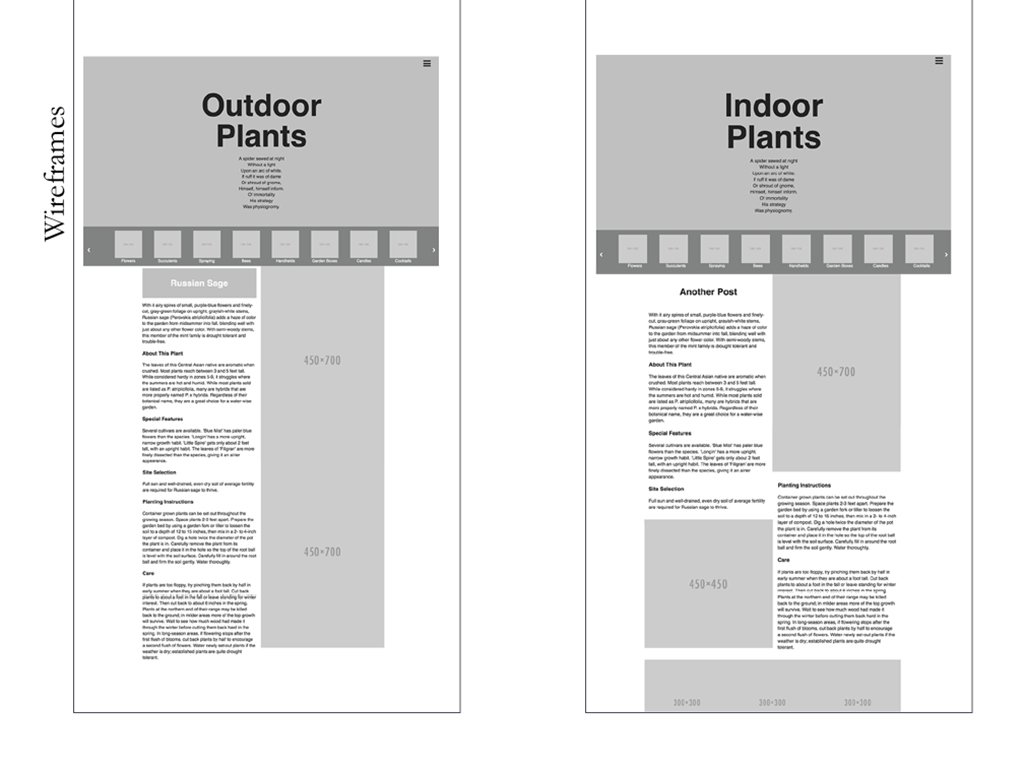 Wireframes
Outdoor
Plants
A spider sewed at night
Without a light
Upon an arc of white.
If ruff it was of dame
Or shroud of gnome,
Himself, himself inform.
Of immortality
His strategy
Was physiognomy
Flowers Succulents Spraying Bees Handfields Garden Boxes Candles Cocktails
Russian Sage
With it airy spires of small, purple-blue flowers and finely-
cut, gray-green foliage on upright, grayish-white stems,
Russian sage (Perovskia atriplicifolia) adds a haze of color
to the garden from midsummer into fall, blending well with
just about any other flower color. With semi-woody stems,
this member of the mint family is drought tolerant and
trouble-free.
About This Plant
The leaves of this Central Asian native are aromatic when
crushed. Most plants reach between 3 and 5 feet tall.
While considered hardy in zones 5-9, it struggles where
the summers are hot and humid. While most plants sold
are listed as P. atriplicifolia, many are hybrids that are
more properly named P. x hybrida. Regardless of their
botanical name, they are a great choice for a water-wise
garden.
Special Features
Several cultivars are available. 'Blue Mist' has paler blue
flowers than the species. 'Longin' has a more upright,
narrow growth habit. 'Little Spire' gets only about 2 feet
tall, with an upright habit. The leaves of 'Filigran' are more
finely dissected than the species, giving it an airier
appearance.
Site Selection
Full sun and well-drained, even dry soil of average fertility
are required for Russian sage to thrive.
Planting Instructions
Container grown plants can be set out throughout the
growing season. Space plants 2-3 feet apart. Prepare the
garden bed by using a garden fork or tiller to loosen the
soil to a depth of 12 to 15 inches, then mix in a 2- to 4-inch
layer of compost. Dig a hole twice the diameter of the pot
the plant is in. Carefully remove the plant from its
container and place it in the hole so the top of the root ball
is level with the soil surface. Carefully fill in around the root
ball and firm the soil gently. Water thoroughly.
Care
If plants are too floppy, try pinching them back by half in
early summer when they are about a foot tall. Cut back
plants to about a foot in the fall or leave standing for winter
interest. Then cut back to about 6 inches in the spring.
Plants at the northern end of their range may be killed
back to the ground; in milder areas more of the top growth
will survive. Wait to see how much wood had made it
through the winter before cutting them back hard in the
spring. In long-season areas, if flowering stops after the
first flush of blooms, cut back plants by half to encourage
a second flush of flowers. Water newly set-out plants if the
weather is dry; established plants are quite drought
tolerant.
450×700
450×700
Indoor
Plants
A spider sewed at night
Without a light
Upon an arc of white.
If ruff it was of dame
Or shroud of gnome,
Himself, himself inform.
Of immortality
His strategy
Was physiognomy
Flowers Succulents Spraying Bees Handfields Garden Boxes Candles Cocktails
Another Post
With it airy spires of small, purple-blue flowers and finely-
cut, gray-green foliage on upright, grayish-white stems,
Russian sage (Perovskia atriplicifolia) adds a haze of color
to the garden from midsummer into fall, blending well with
just about any other flower color. With semi-woody stems,
this member of the mint family is drought tolerant and
trouble-free.
About This Plant
The leaves of this Central Asian native are aromatic when
crushed. Most plants reach between 3 and 5 feet tall.
While considered hardy in zones 5-9, it struggles where
the summers are hot and humid. While most plants sold
are listed as P. atriplicifolia, many are hybrids that are
more properly named P. x hybrida. Regardless of their
botanical name, they are a great choice for a water-wise
garden.
Special Features
Several cultivars are available. 'Blue Mist' has paler blue
flowers than the species. 'Longin' has a more upright,
narrow growth habit. 'Little Spire' gets only about 2 feet
tall, with an upright habit. The leaves of 'Filigran' are more
finely dissected than the species, giving it an airier
appearance.
Site Selection
Full sun and well-drained, even dry soil of average fertility
are required for Russian sage to thrive.
450×450
450×700
Planting Instructions
Container grown plants can be set out throughout the
growing season. Space plants 2-3 feet apart. Prepare the
garden bed by using a garden fork or tiller to loosen the
soil to a depth of 12 to 15 inches, then mix in a 2- to 4-inch
layer of compost. Dig a hole twice the diameter of the pot
the plant is in. Carefully remove the plant from its
container and place it in the hole so the top of the root ball
is level with the soil surface. Carefully fill in around the root
ball and firm the soil gently. Water thoroughly.
Care
If plants are too floppy, try pinching them back by half in
early summer when they are about a foot tall. Cut back
plants to about a foot in the fall or leave standing for winter
interest. Then cut back to about 6 inches in the spring.
Plants at the northern end of their range may be killed
back to the ground; in milder areas more of the top growth
will survive. Wait to see how much wood had made it
through the winter before cutting them back hard in the
spring. In long-season areas, if flowering stops after the
first flush of blooms, cut back plants by half to encourage
a second flush of flowers. Water newly set-out plants if the
weather is dry; established plants are quite drought
tolerant.
300×300 300×300 300×300